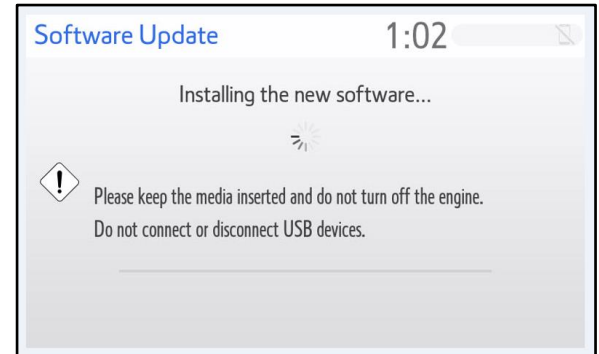 Software Update 1:02
Installing the new software...
!
Please keep the media inserted and do not turn off the engine.
Do not connect or disconnect USB devices.